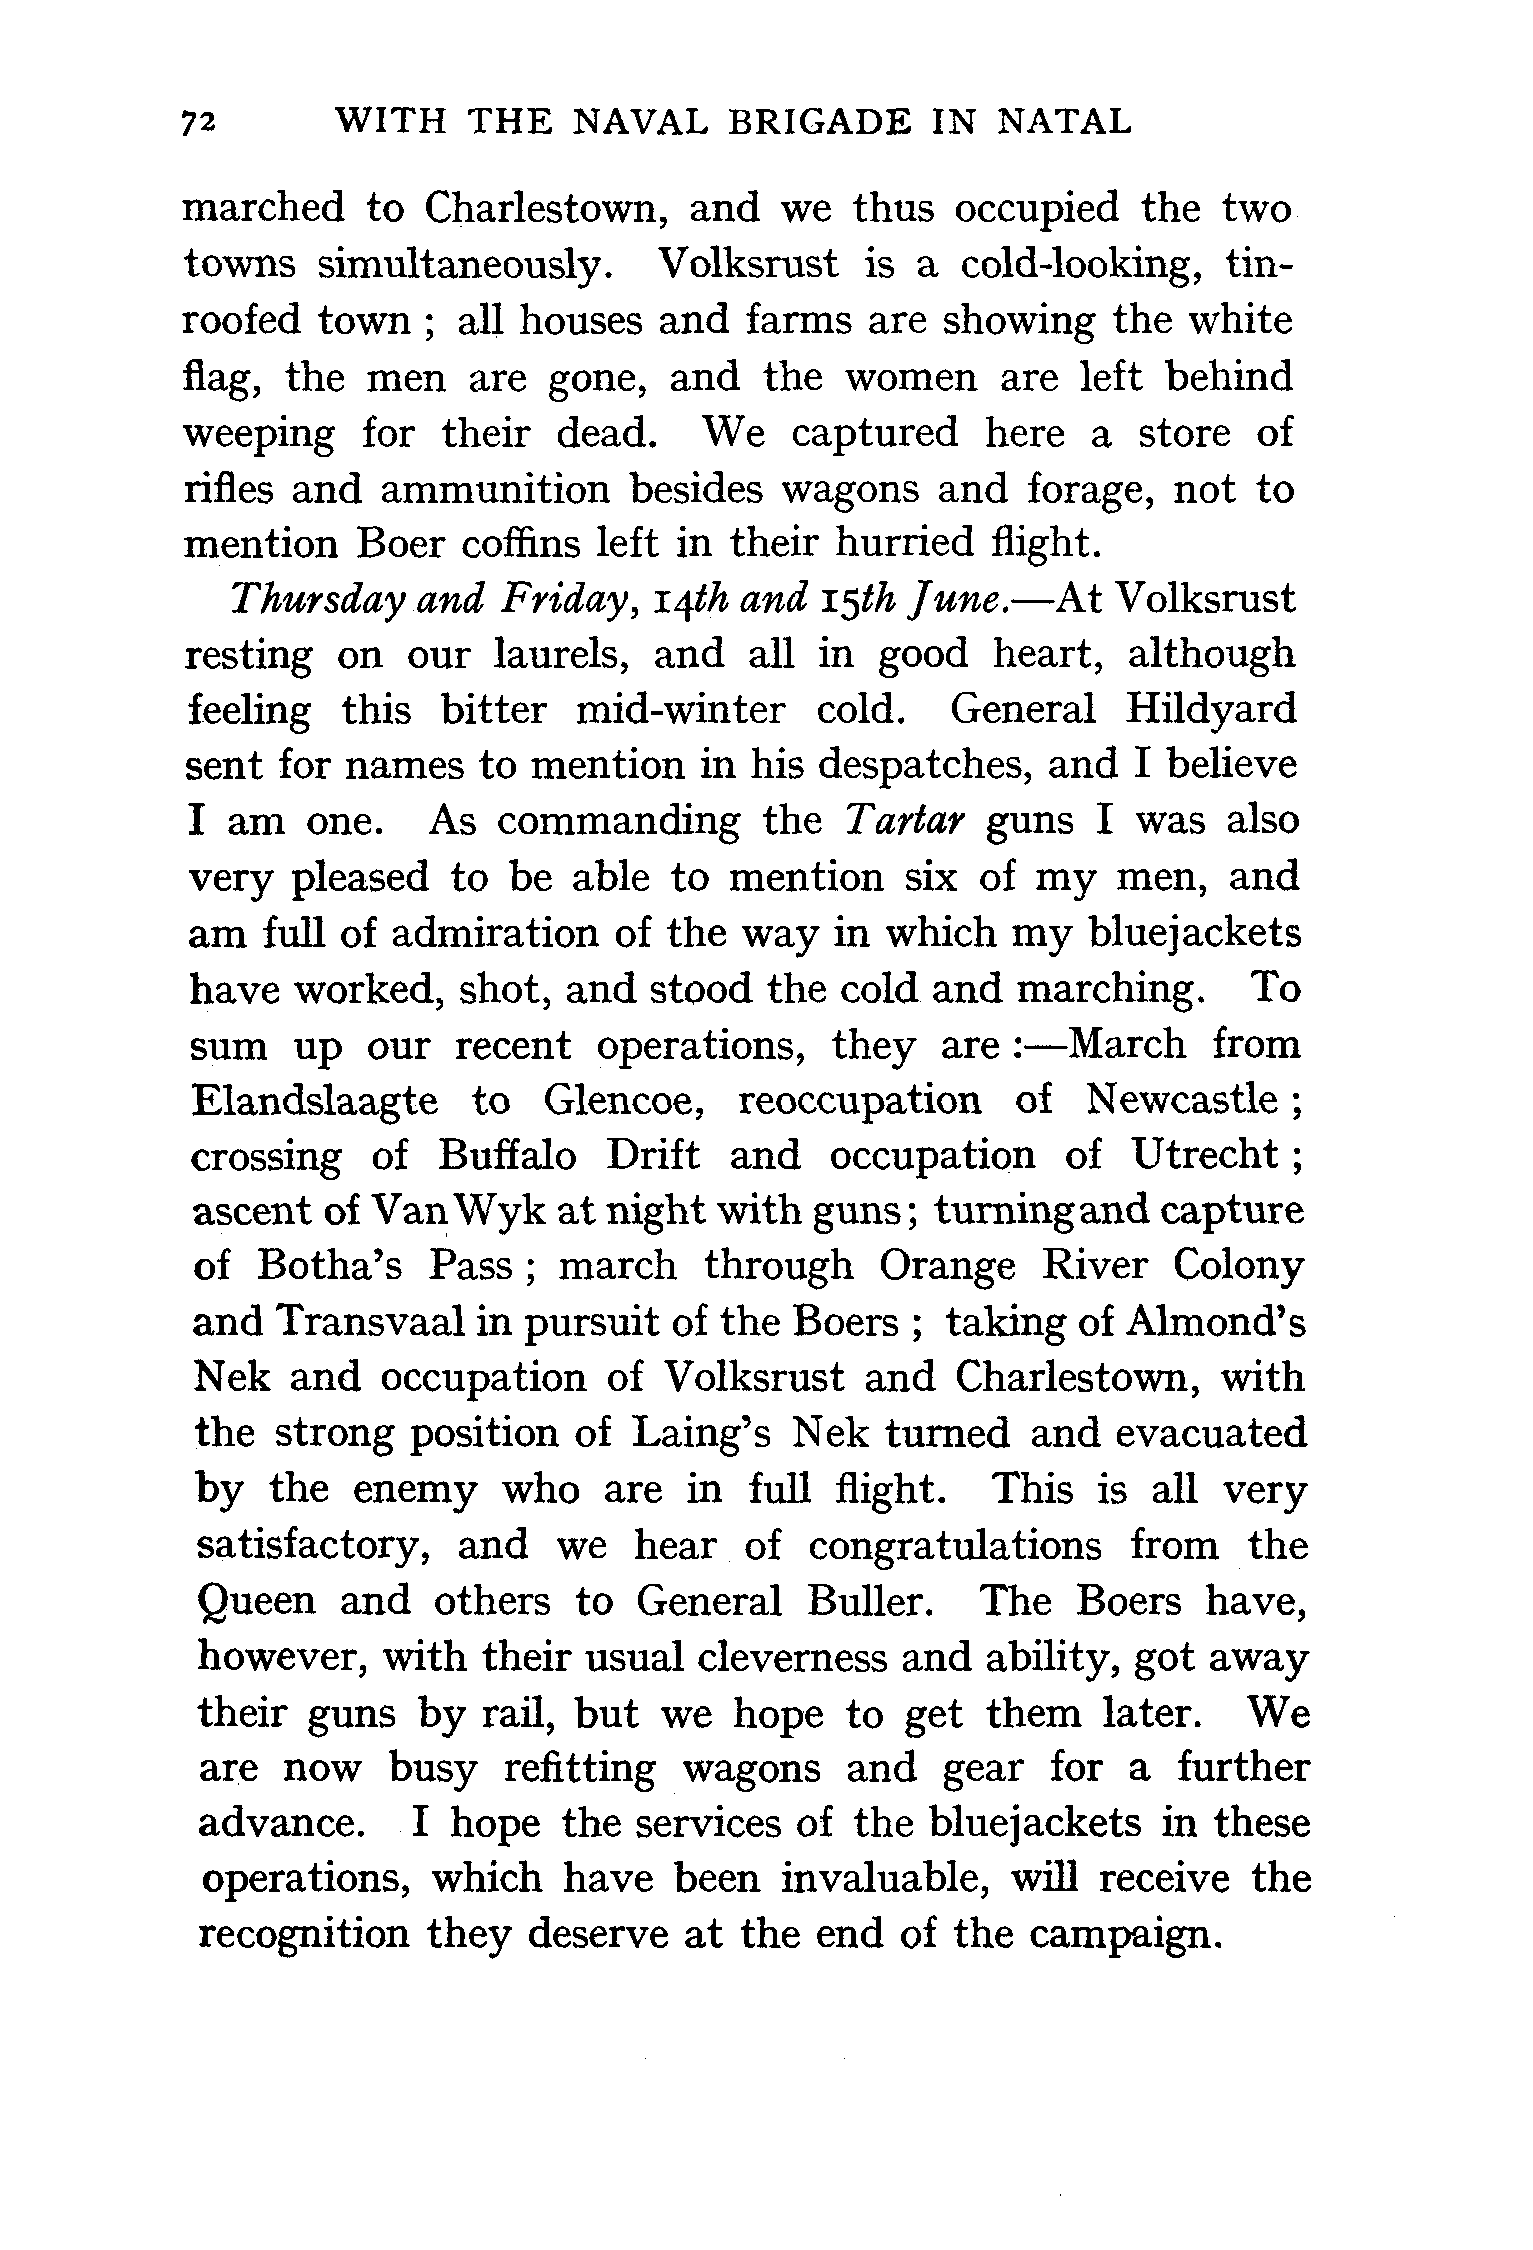 72 WITH THE NAVAL BRIGADE IN NATAL
marched to Charlestown, and we thus occupied the two
towns simultaneously. Volksrust is a cold-looking, tin-
roofed town ; all houses and farms are showing the white
flag, the men are gone, and the women are left behind
weeping for their dead. We captured here a store of
rifles and ammunition besides wagons and forage, not to
mention Boer coffins left in their hurried flight.
Thursday and Friday, 14th and 15th June.—At Volksrust
resting on our laurels, and all in good heart, although
feeling this bitter mid-winter cold. General Hildyard
sent for names to mention in his despatches, and I believe
I am one. As commanding the Tartar guns I was also
very pleased to be able to mention six of my men, and
am full of admiration of the way in which my bluejackets
have worked, shot, and stood the cold and marching. To
sum up our recent operations, they are :—March from
Elandslaagte to Glencoe, reoccupation of Newcastle ;
crossing of Buffalo Drift and occupation of Utrecht ;
ascent of Van Wyk at night with guns; turning and capture
of Botha's Pass ; march through Orange River Colony
and Transvaal in pursuit of the Boers ; taking of Almond's
Nek and occupation of Volksrust and Charlestown, with
the strong position of Laing's Nek turned and evacuated
by the enemy who are in full flight. This is all very
satisfactory, and we hear of congratulations from the
Queen and others to General Buller. The Boers have,
however, with their usual cleverness and ability, got away
their guns by rail, but we hope to get them later. We
are now busy refitting wagons and gear for a further
advance. I hope the services of the bluejackets in these
operations, which have been invaluable, will receive the
recognition they deserve at the end of the campaign.